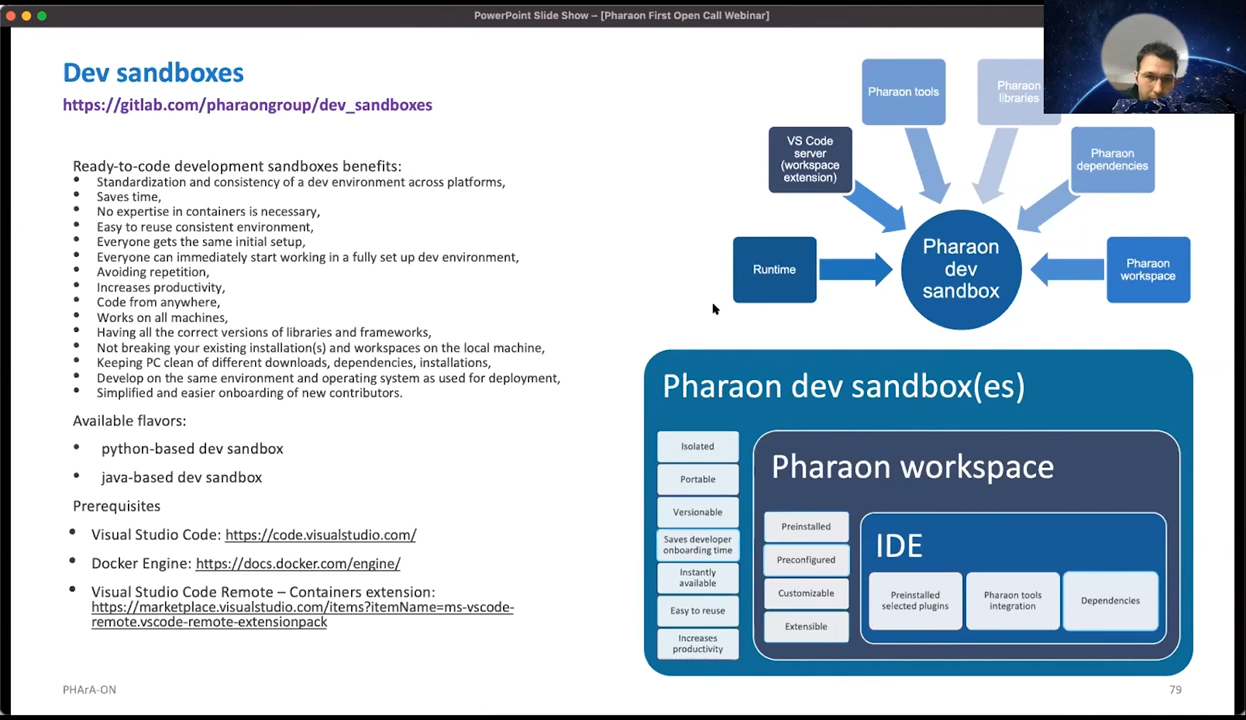 PowerPoint Slide Show – [Pharaon First Open Call Webinar]
Dev sandboxes
https://gitlab.com/pharaongroup/dev_sandboxes
Ready-to-code development sandboxes benefits:
• Standardization and consistency of a dev environment across platforms,
• Saves time,
• No expertise in containers is necessary,
• Easy to reuse consistent environment,
• Everyone gets the same initial setup,
• Everyone can immediately start working in a fully set up dev environment,
• Avoiding repetition,
• Increases productivity,
• Code from anywhere,
• Works on all machines,
• Having all the correct versions of libraries and frameworks,
• Not breaking your existing installation(s) and workspaces on the local machine,
• Keeping PC clean of different downloads, dependencies, installations,
• Develop on the same environment and operating system as used for deployment,
• Simplified and easier onboarding of new contributors.
Available flavors:
• python-based dev sandbox
• java-based dev sandbox
Prerequisites
• Visual Studio Code: https://code.visualstudio.com/
• Docker Engine: https://docs.docker.com/engine/
• Visual Studio Code Remote – Containers extension:
https://marketplace.visualstudio.com/items?itemName=ms-vscode-
remote.vscode-remote-extensionpack
Runtime
VS Code
server
(workspace
extension)
Pharaon tools
Pharaon
libraries
Pharaon
dependencies
Pharaon
workspace
Pharaon
dev
sandbox
Pharaon dev sandbox(es)
Isolated
Portable
Versionable
Saves developer
onboarding time
Instantly
available
Easy to reuse
Increases
productivity
Pharaon workspace
Preinstalled
Preconfigured
Customizable
Extensible
IDE
Preinstalled
selected plugins
Pharaon tools
integration
Dependencies
PHArA-ON
79